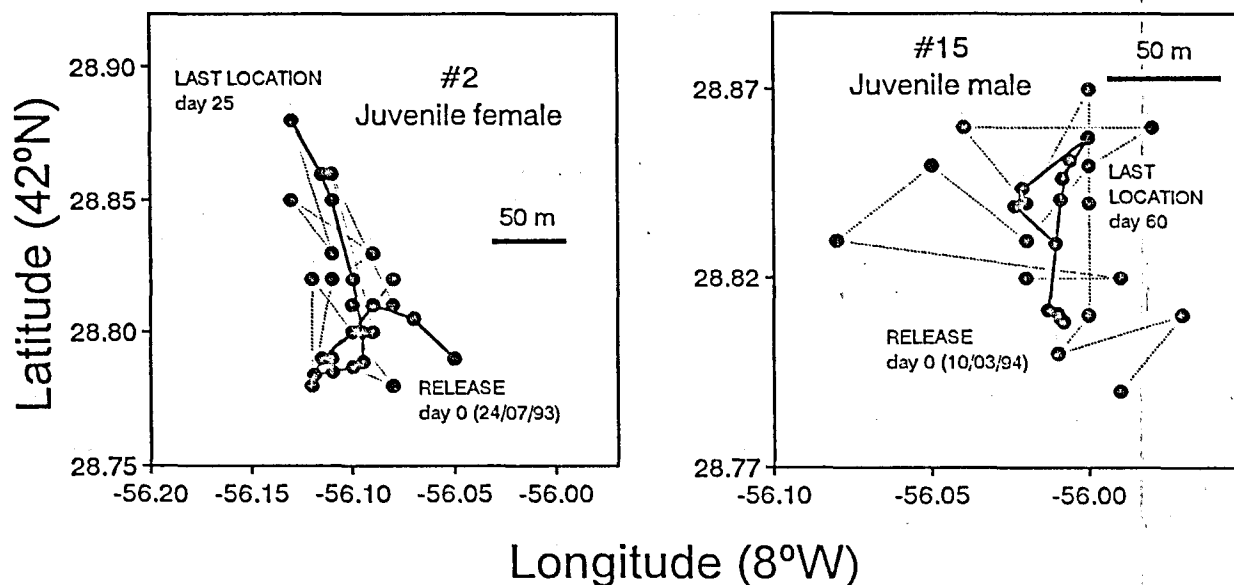 Latitude (42ºN)
28.90
28.85
28.80
28.75
LAST LOCATION
day 25
#2
Juvenile female
50 m
RELEASE
day 0 (24/07/93)
-56.20
-56.15
-56.10
-56.05
-56.00
28.87
28.82
28.77
#15
Juvenile male
50 m
LAST
LOCATION
day 60
RELEASE
day 0 (10/03/94)
-56.10
-56.05
-56.00
Longitude (8ºW)